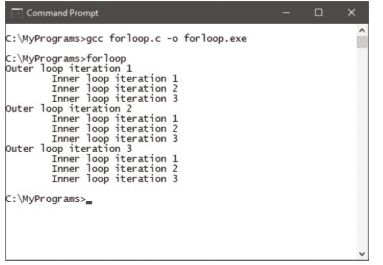 Command Prompt
C:\MyPrograms>gcc forloop.c -o forloop.exe
C:\MyPrograms>forloop
Outer loop iteration 1
Inner loop iteration 1
Inner loop iteration 2
Inner loop iteration 3
Outer loop iteration 2
Inner loop iteration 1
Inner loop iteration 2
Inner loop iteration 3
Outer loop iteration 3
Inner loop iteration 1
Inner loop iteration 2
Inner loop iteration 3
C:\MyPrograms>